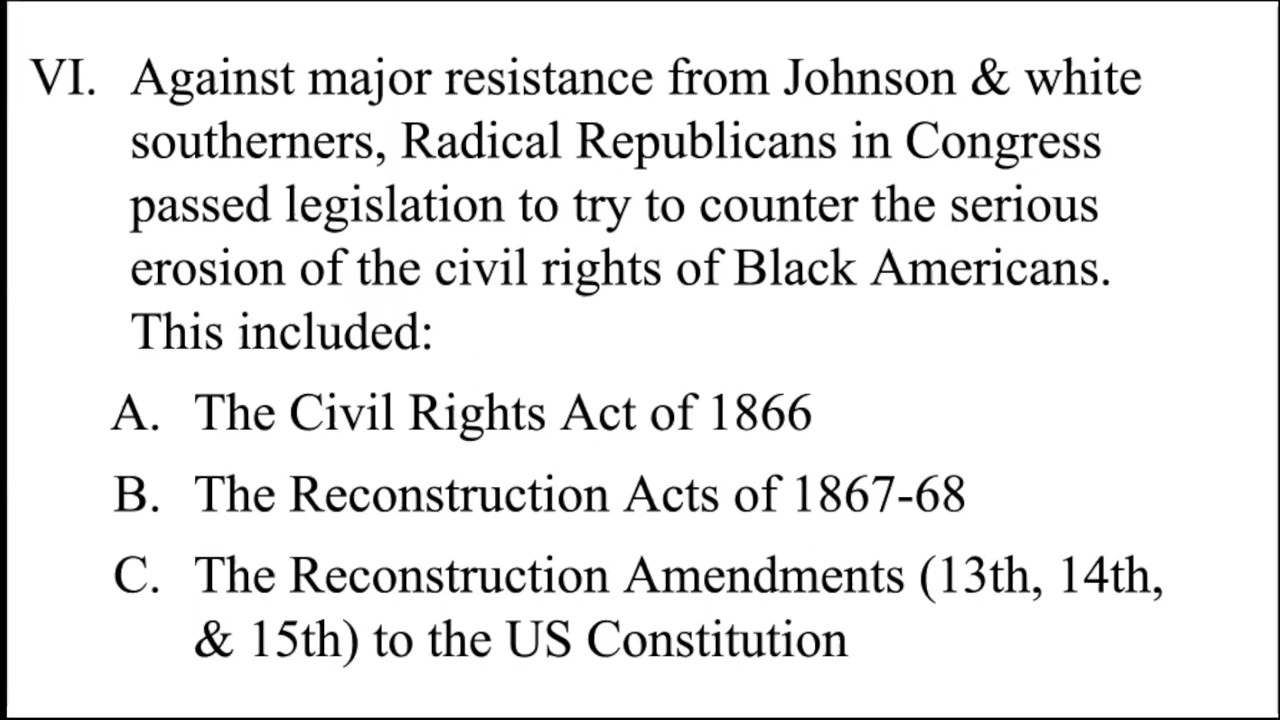 VI. Against major resistance from Johnson & white
southerners, Radical Republicans in Congress
passed legislation to try to counter the serious
erosion of the civil rights of Black Americans.
This included:
A. The Civil Rights Act of 1866
B. The Reconstruction Acts of 1867-68
C. The Reconstruction Amendments (13th, 14th,
& 15th) to the US Constitution